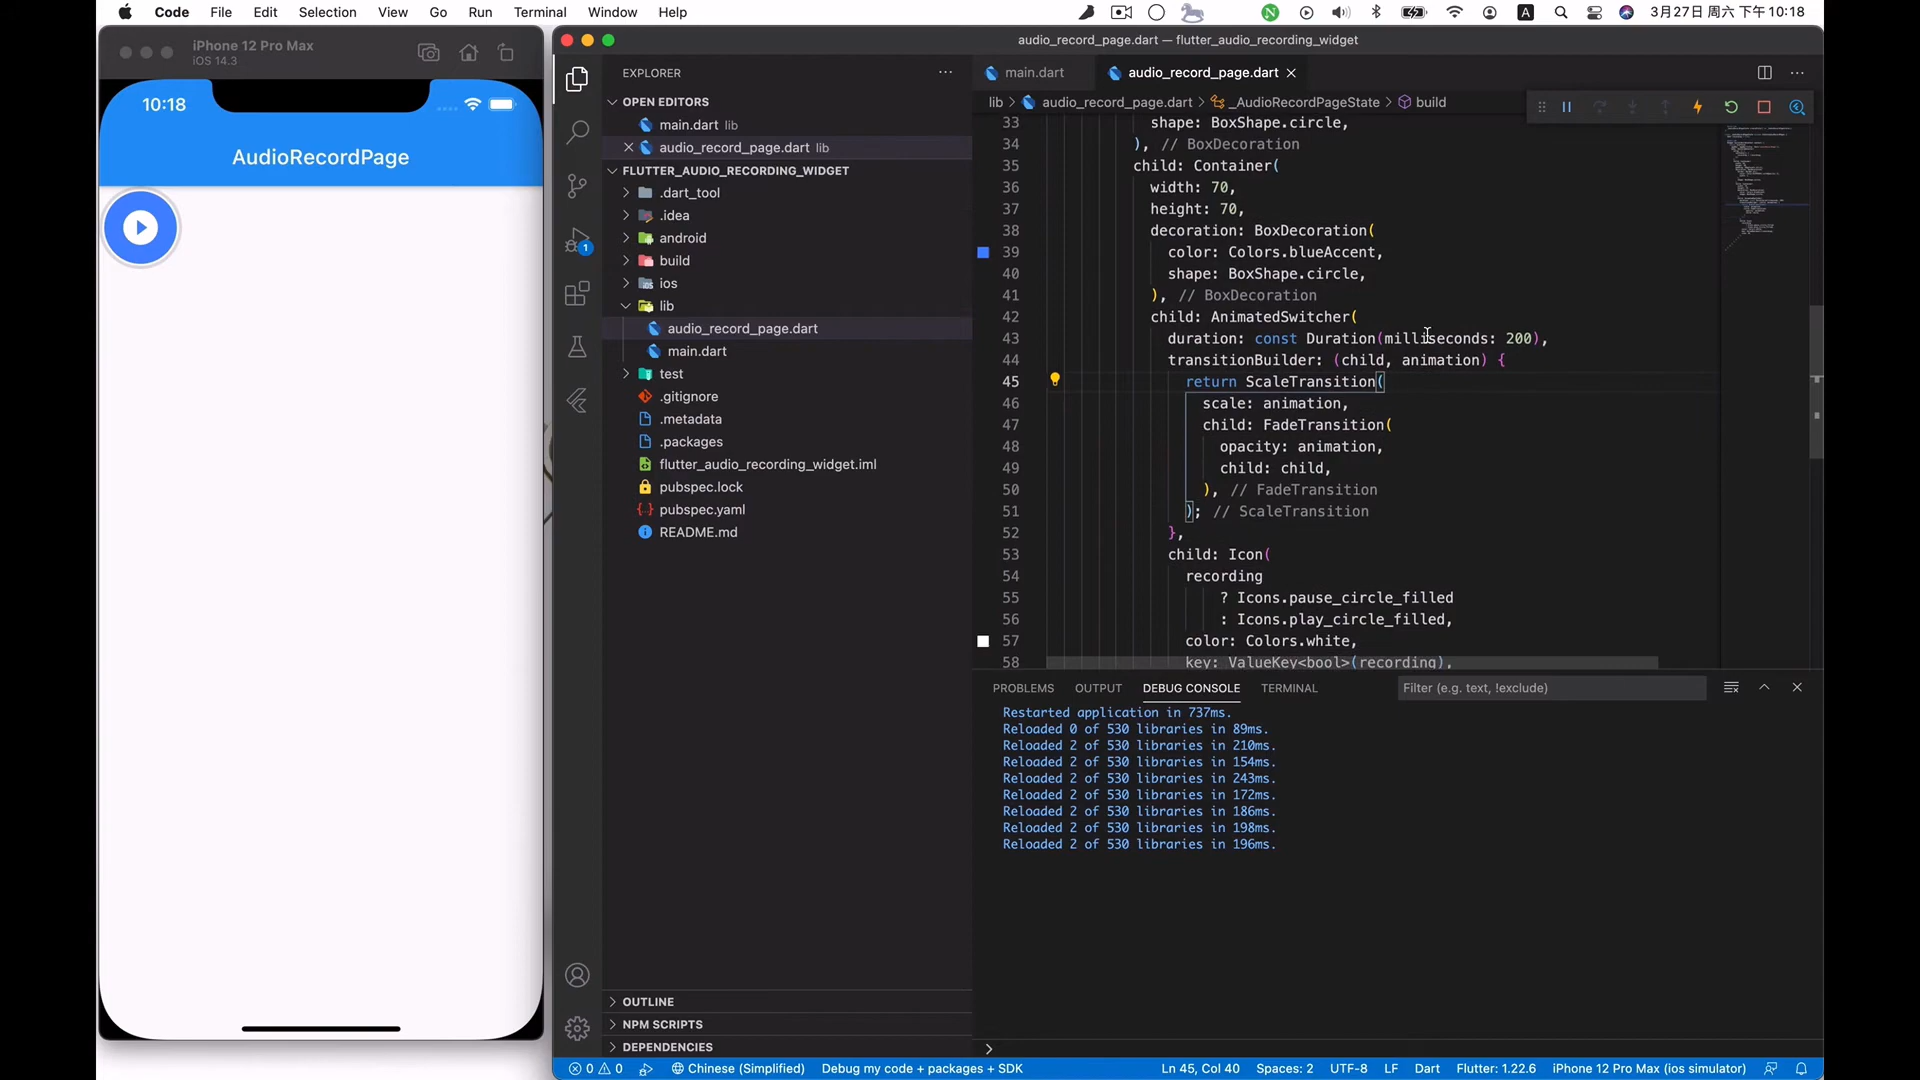 Code File Edit Selection View Go Run Terminal Window Help
A 3月27日 周六 下午10:18
iPhone 12 Pro Max
iOS 14.3
10:18
AudioRecordPage
audio_record_page.dart — flutter_audio_recording_widget
EXPLORER
OPEN EDITORS
main.dart lib
audio_record_page.dart lib
FLUTTER_AUDIO_RECORDING_WIDGET
.dart_tool
.idea
android
build
ios
lib
audio_record_page.dart
main.dart
test
.gitignore
.metadata
.packages
flutter_audio_recording_widget.iml
pubspec.lock
pubspec.yaml
README.md
OUTLINE
NPM SCRIPTS
DEPENDENCIES
1
main.dart audio_record_page.dart
lib > audio_record_page.dart > _AudioRecordPageState > build
33 shape: BoxShape.circle,
34 ), // BoxDecoration
35 child: Container(
36 width: 70,
37 height: 70,
38 decoration: BoxDecoration(
39 color: Colors.blueAccent,
40 shape: BoxShape.circle,
41 ), // BoxDecoration
42 child: AnimatedSwitcher(
43 duration: const Duration(milliseconds: 200),
44 transitionBuilder: (child, animation) {
45 return ScaleTransition(
46 scale: animation,
47 child: FadeTransition(
48 opacity: animation,
49 child: child,
50 ), // FadeTransition
51 ); // ScaleTransition
52 },
53 child: Icon(
54 recording
55 ? Icons.pause_circle_filled
56 : Icons.play_circle_filled,
57 color: Colors.white,
58 key: ValueKey<bool>(recording),
PROBLEMS OUTPUT DEBUG CONSOLE TERMINAL Filter (e.g. text, !exclude)
Restarted application in 737ms.
Reloaded 0 of 530 libraries in 89ms.
Reloaded 2 of 530 libraries in 210ms.
Reloaded 2 of 530 libraries in 154ms.
Reloaded 2 of 530 libraries in 243ms.
Reloaded 2 of 530 libraries in 172ms.
Reloaded 2 of 530 libraries in 186ms.
Reloaded 2 of 530 libraries in 198ms.
Reloaded 2 of 530 libraries in 196ms.
>
0 0 Chinese (Simplified) Debug my code + packages + SDK Ln 45, Col 40 Spaces: 2 UTF-8 LF Dart Flutter: 1.22.6 iPhone 12 Pro Max (ios simulator)